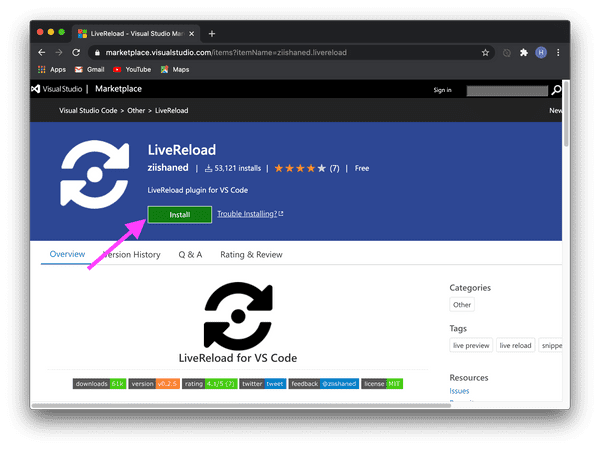 LiveReload - Visual Studio Mar
marketplace.visualstudio.com/items?itemName=ziishaned.livereload
H
Apps Gmail YouTube Maps
Visual Studio | Marketplace Sign in
Visual Studio Code > Other > LiveReload New
LiveReload
ziishaned | 53,121 installs | (7) | Free
LiveReload plugin for VS Code
Install Trouble Installing?
Overview Version History Q & A Rating & Review
Categories
Other
LiveReload for VS Code
Tags
live preview live reload snippe
downloads 61k version v0.2.5 rating 4.3/5 (7) twitter tweet feedback @ziishaned license MIT
Resources
Issues